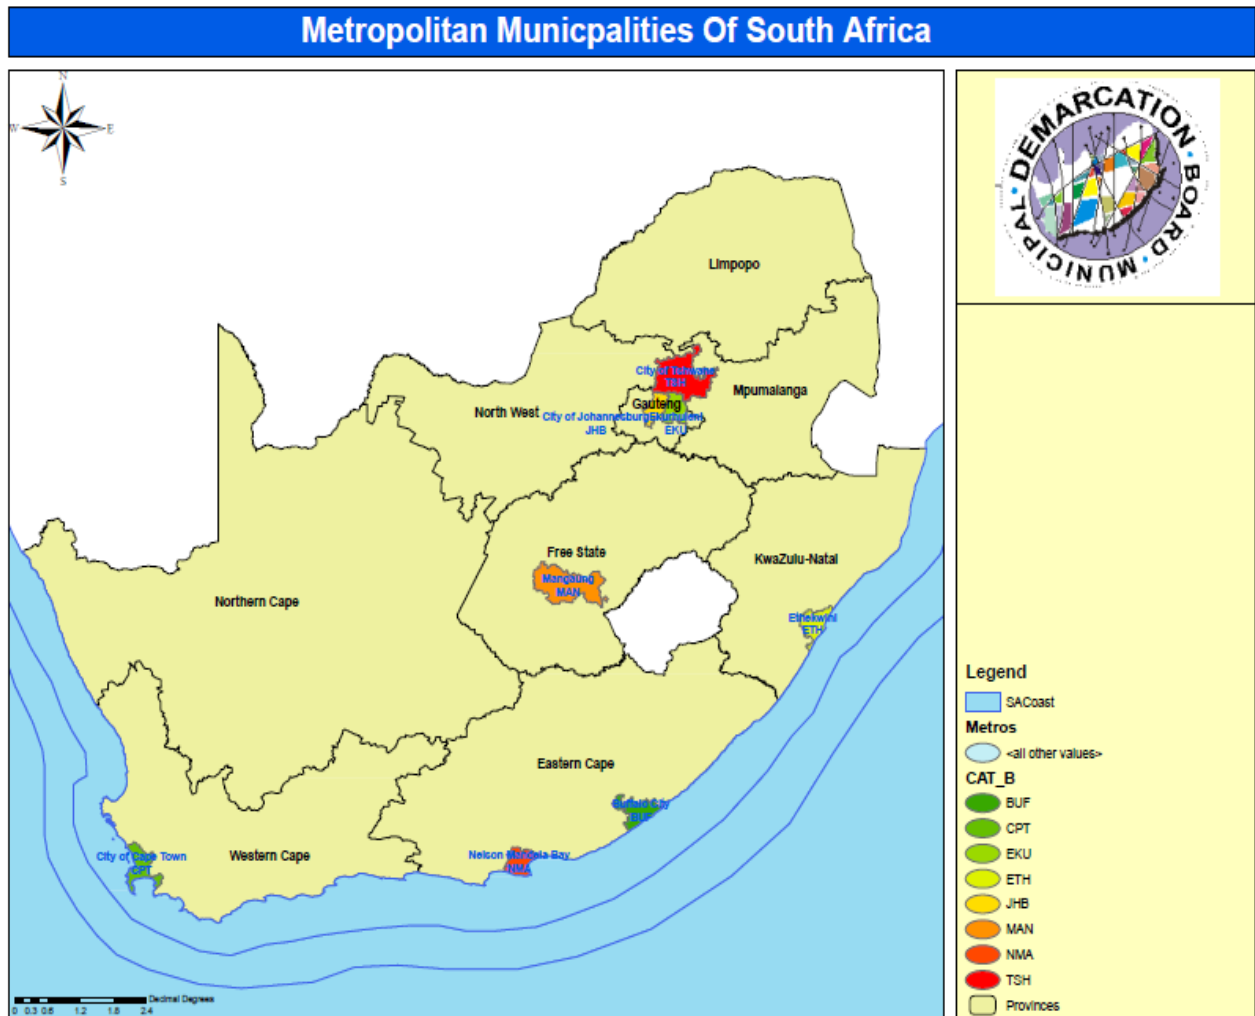 Metropolitan Municpalities Of South Africa
N
W
E
S
DEMARCATION · BOARD · MUNICIPAL ·
Limpopo
City of Tshwane
TSH
Mpumalanga
Gauteng
North West
City of Johannesburg
Ekurhuleni
JHB
EKU
Free State
KwaZulu-Natal
Mangaung
MAN
Northern Cape
Ethekwini
ETH
Eastern Cape
Buffalo City
BUF
Nelson Mandela Bay
NMA
City of Cape Town
CPT
Western Cape
Legend
SACoast
Metros
<all other values>
CAT_B
BUF
CPT
EKU
ETH
JHB
MAN
NMA
TSH
Provinces
Decimal Degrees
0 0.3 0.6 1.2 1.8 2.4